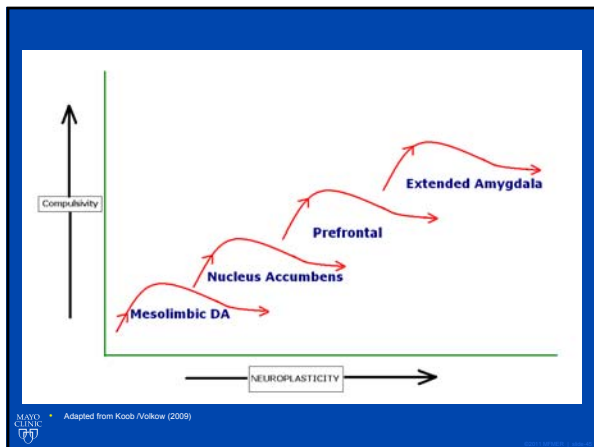 Compulsivity
Extended Amygdala
Prefrontal
Nucleus Accumbens
Mesolimbic DA
NEUROPLASTICITY
MAYO
CLINIC
• Adapted from Koob /Volkow (2009)